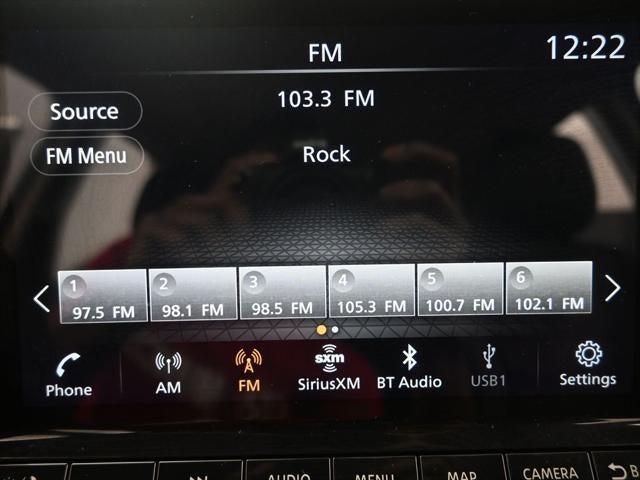 FM
12:22
Source
103.3 FM
FM Menu
Rock
1
97.5 FM
2
98.1 FM
3
98.5 FM
4
105.3 FM
5
100.7 FM
6
102.1 FM
Phone
AM
FM
sxm
SiriusXM
BT Audio
USB1
Settings
AUDIO
MENU
MAP
CAMERA